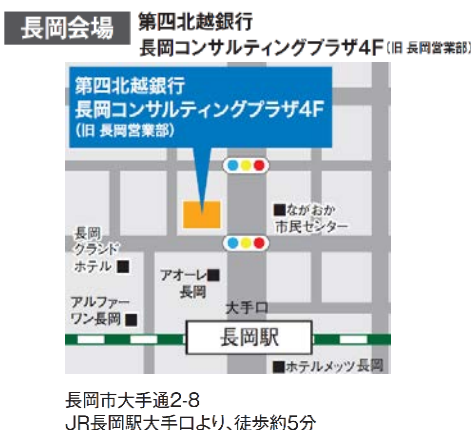 長岡会場
第四北越銀行
長岡コンサルティングプラザ4F(旧 長岡営業部)
第四北越銀行
長岡コンサルティングプラザ4F
(旧 長岡営業部)
■ながおか
市民センター
長岡
グランド
ホテル■
アオーレ■
長岡
アルファー
ワン長岡■
大手口
長岡駅
■ホテルメッツ長岡
長岡市大手通2-8
JR長岡駅大手口より、徒歩約5分